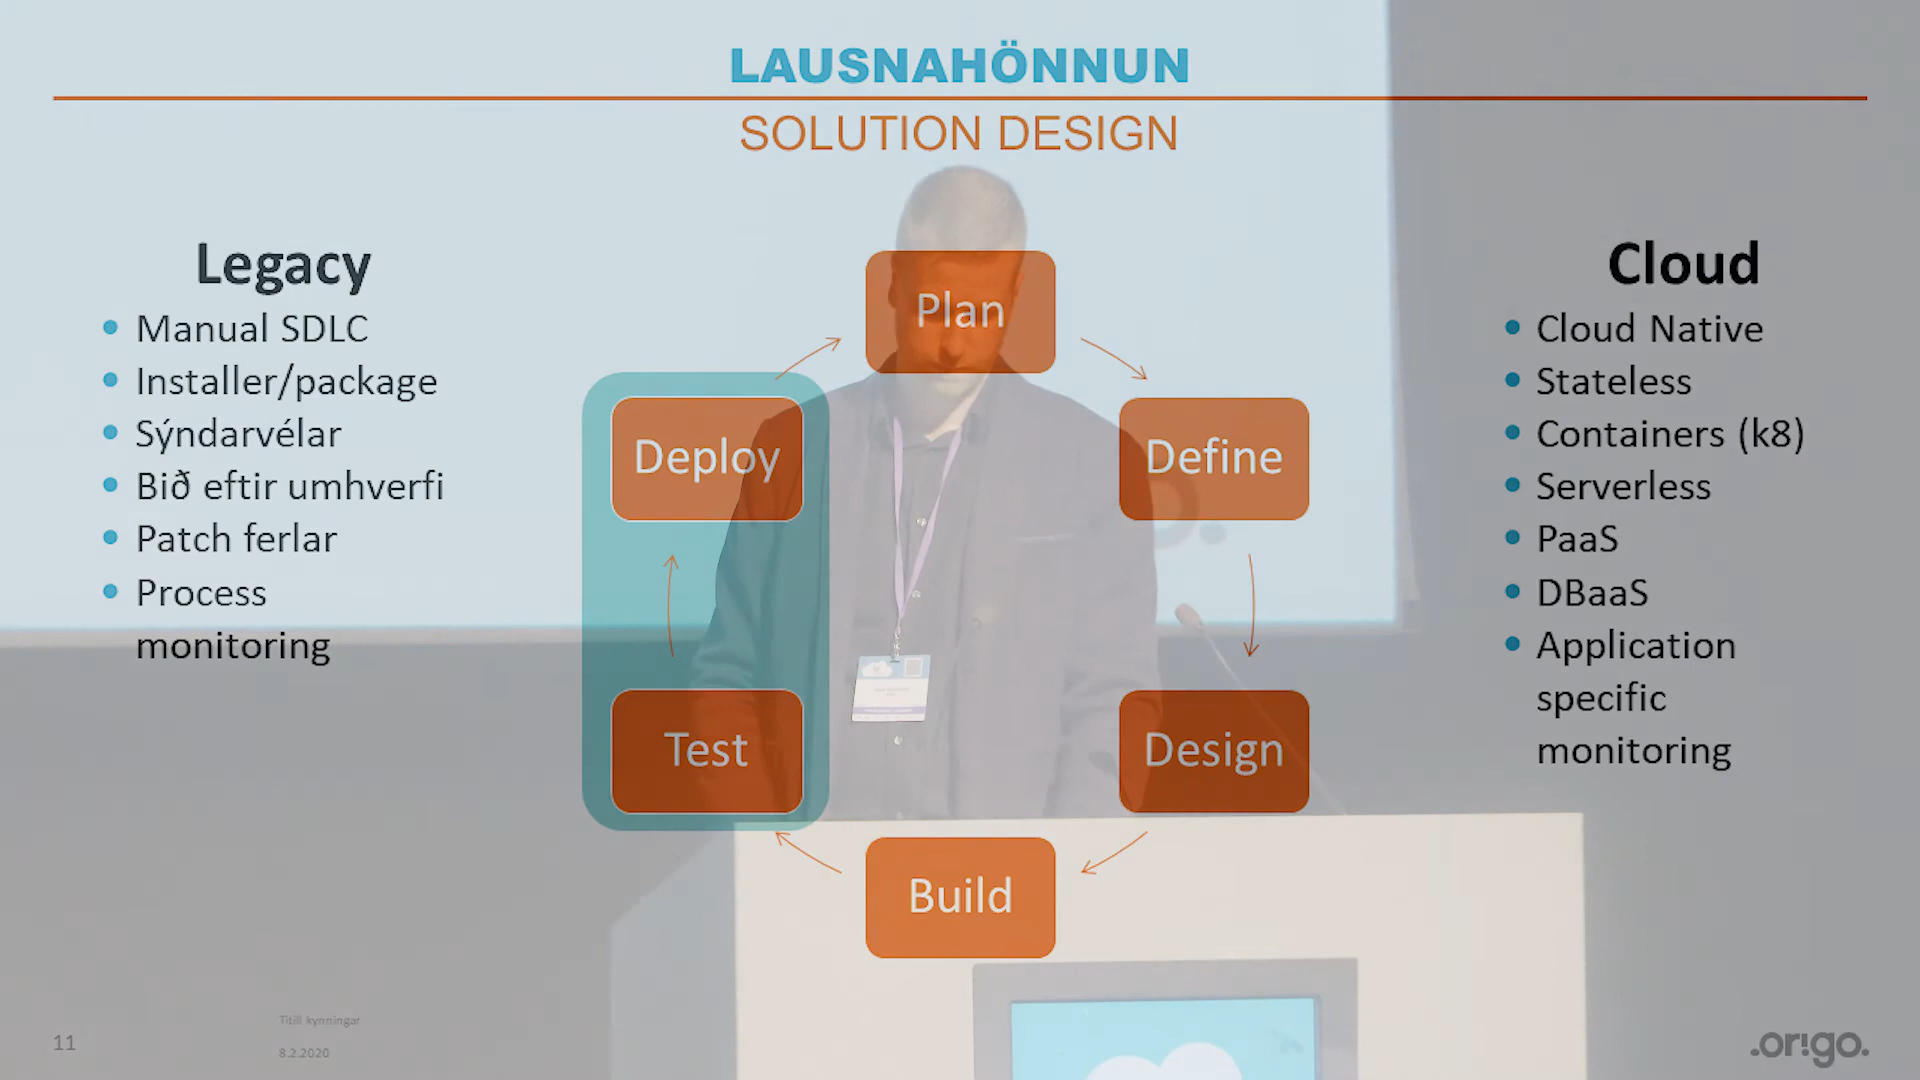 LAUSNAHÖNNUN
SOLUTION DESIGN
Legacy
Manual SDLC
Installer/package
Sýndarvélar
Bið eftir umhverfi
Patch ferlar
Process
monitoring
Plan
Define
Design
Build
Test
Deploy
Cloud
Cloud Native
Stateless
Containers (k8)
Serverless
PaaS
DBaaS
Application
specific
monitoring
11
Titill kynningar
8.2.2020
.origo.